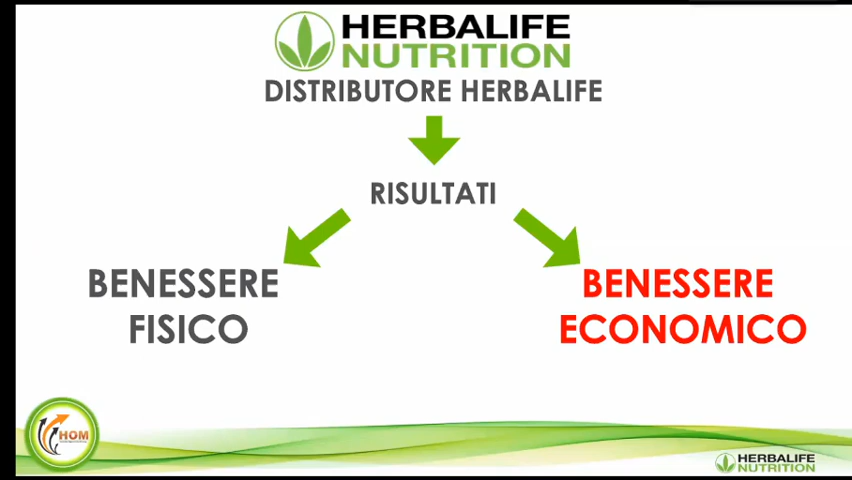 HERBALIFE
NUTRITION
DISTRIBUTORE HERBALIFE
RISULTATI
BENESSERE
FISICO
BENESSERE
ECONOMICO
HOM
HERBALIFE
NUTRITION